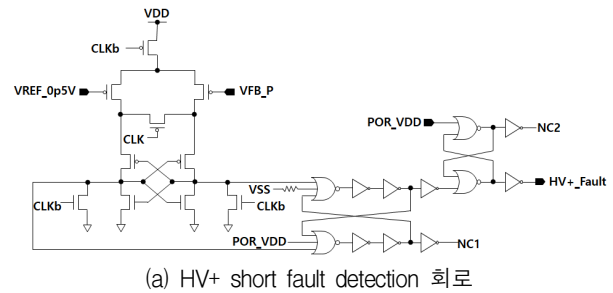 VDD
CLKb
VREF_0p5V
VFB_P
CLK
POR_VDD
NC2
VSS
HV+_Fault
CLKb
CLKb
POR_VDD
NC1
(a) HV+ short fault detection 회로